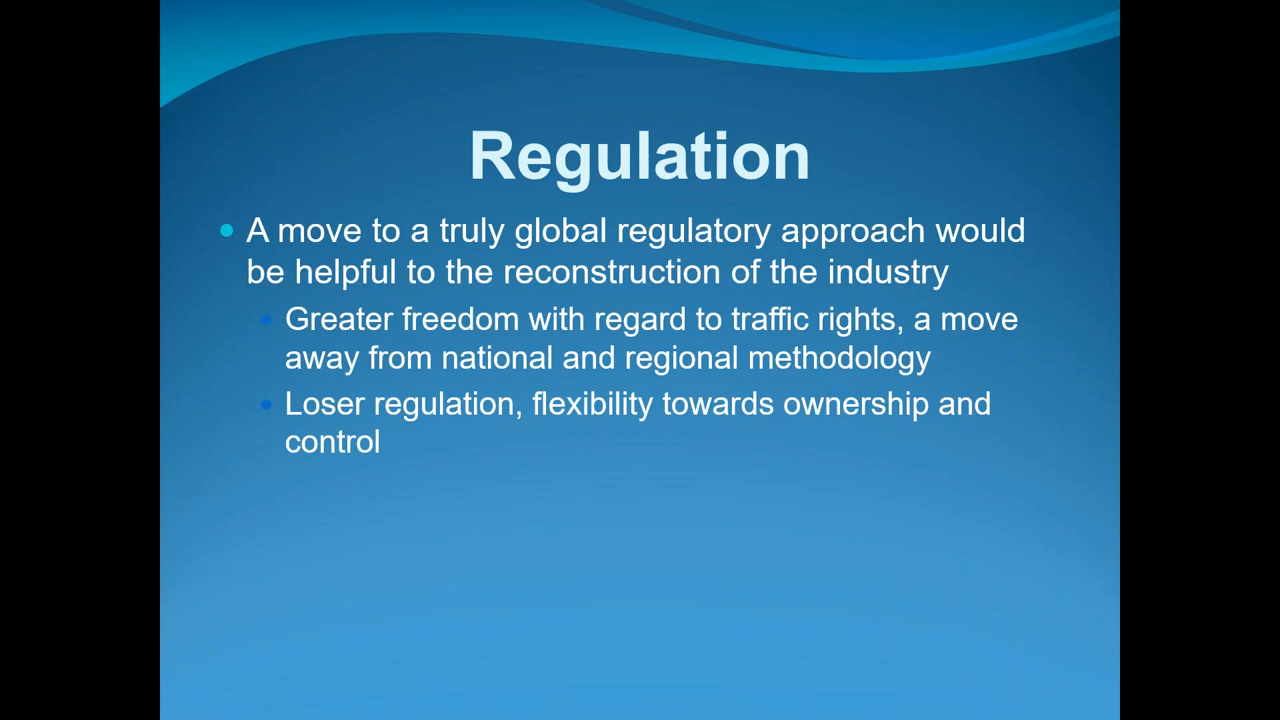 Regulation
A move to a truly global regulatory approach would
be helpful to the reconstruction of the industry
Greater freedom with regard to traffic rights, a move
away from national and regional methodology
Loser regulation, flexibility towards ownership and
control